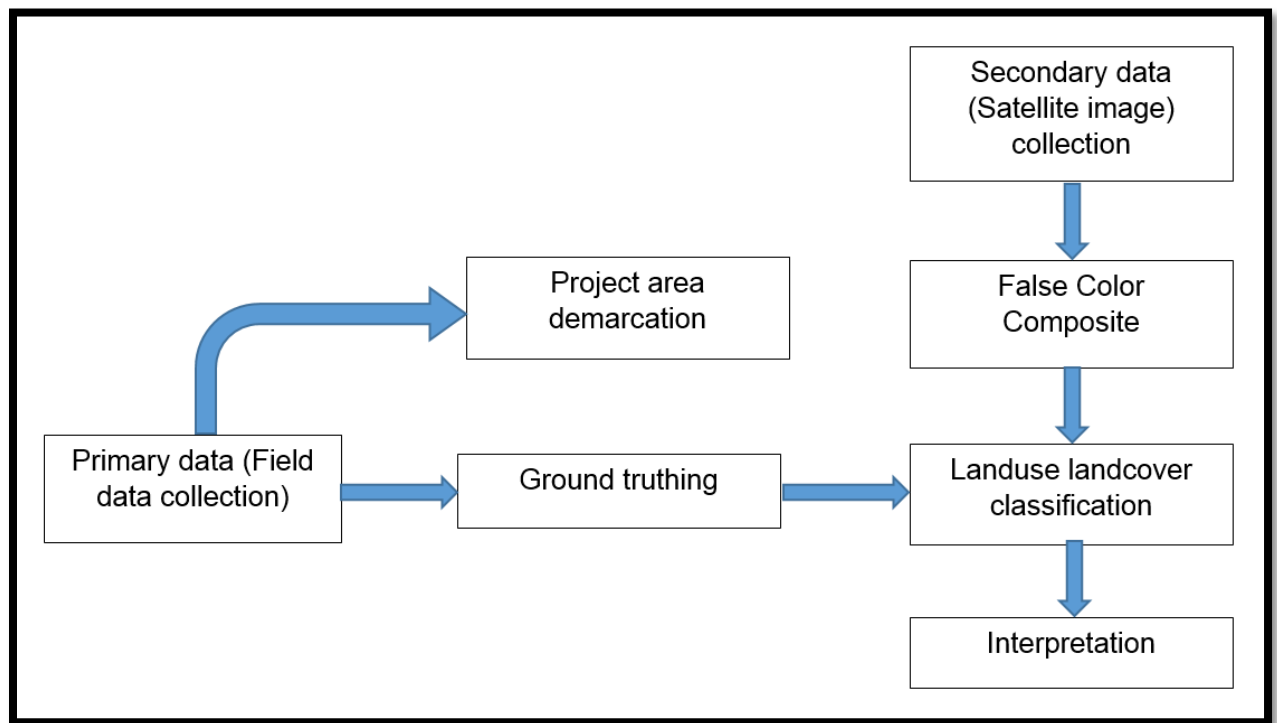 Secondary data
(Satellite image)
collection
Project area
demarcation
False Color
Composite
Primary data (Field
data collection)
Ground truthing
Landuse landcover
classification
Interpretation